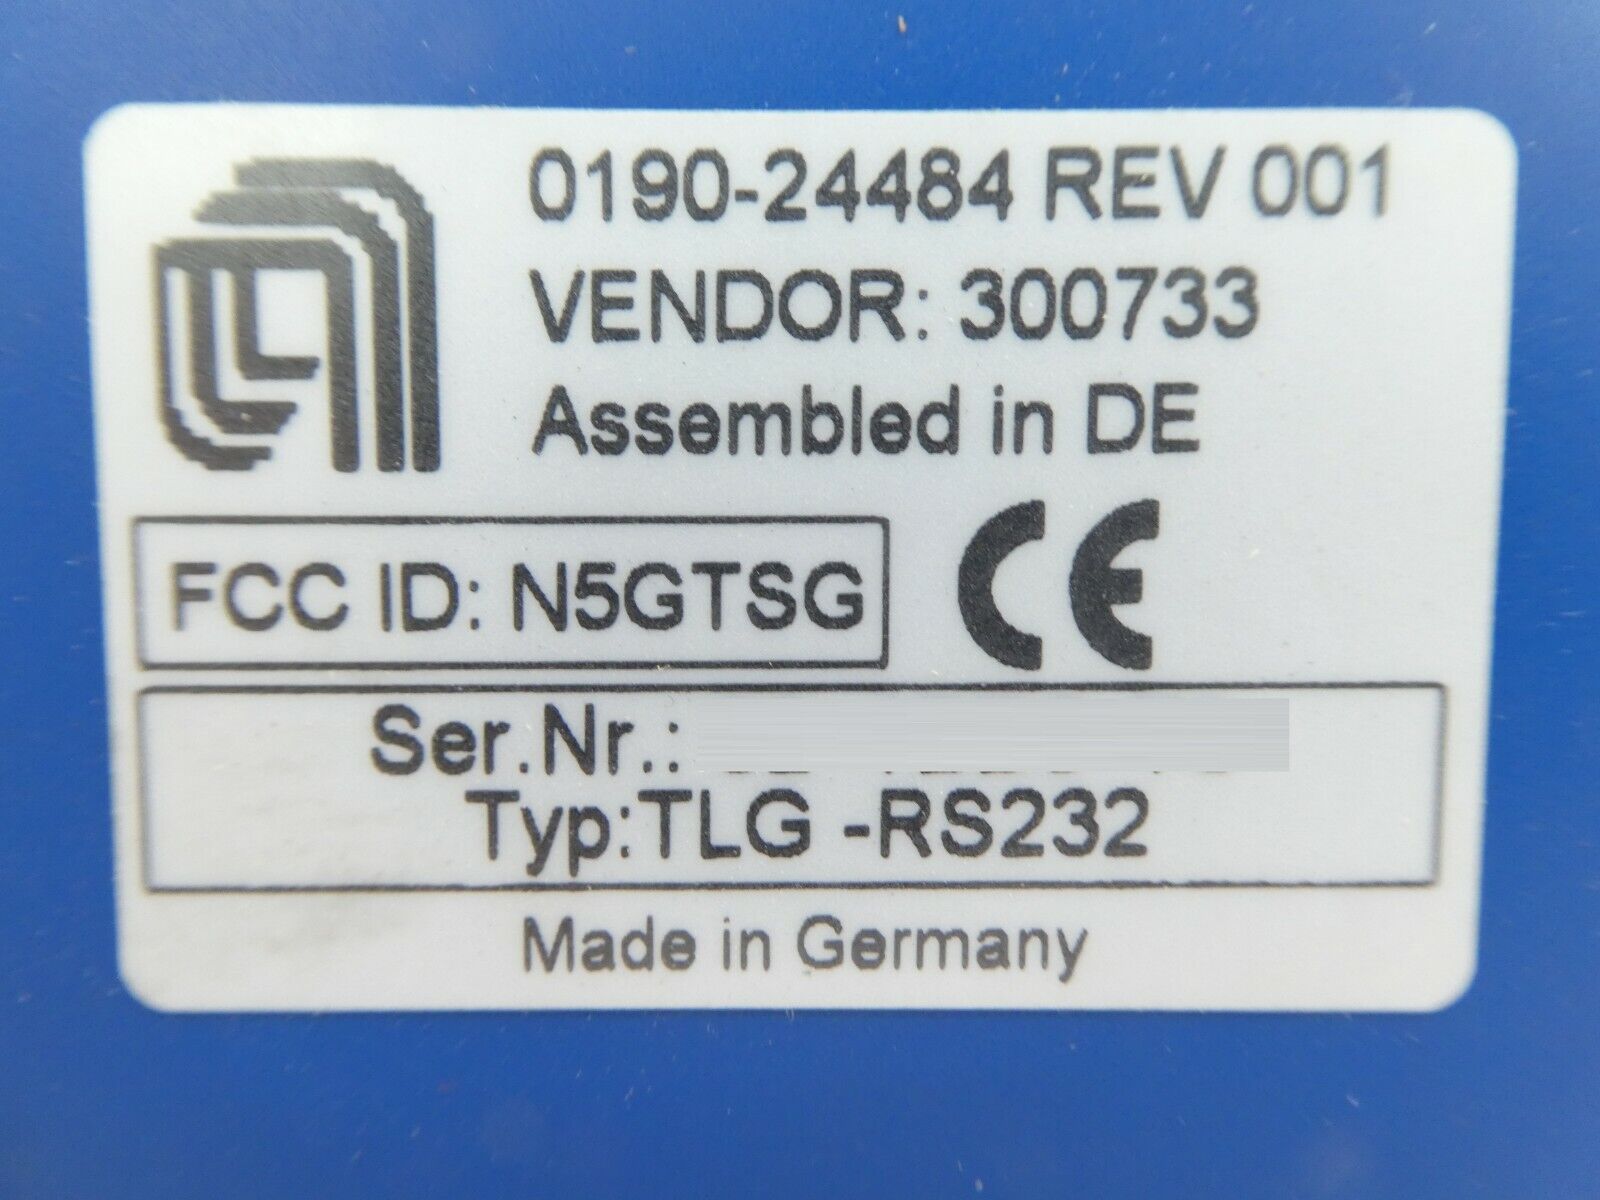 0190-24484 REV 001
VENDOR: 300733
Assembled in DE
FCC ID: N5GTSG
CE
Ser.Nr.:
Typ:TLG -RS232
Made in Germany